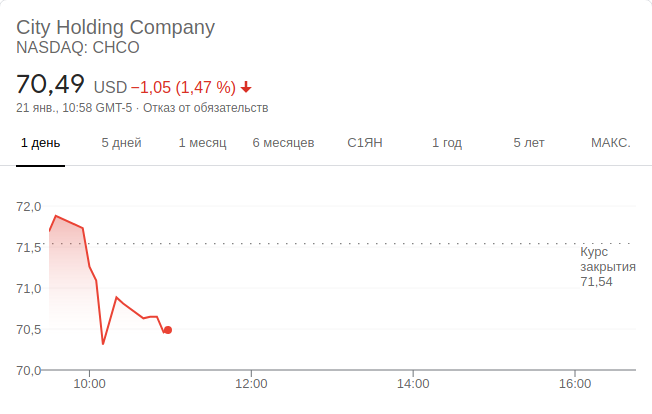 City Holding Company
NASDAQ: CHCO
70,49 USD −1,05 (1,47 %)
21 янв., 10:58 GMT-5 · Отказ от обязательств
1 день 5 дней 1 месяц 6 месяцев С1ЯН 1 год 5 лет МАКС.
72,0
71,5
Курс
закрытия
71,54
71,0
70,5
70,0
10:00 12:00 14:00 16:00